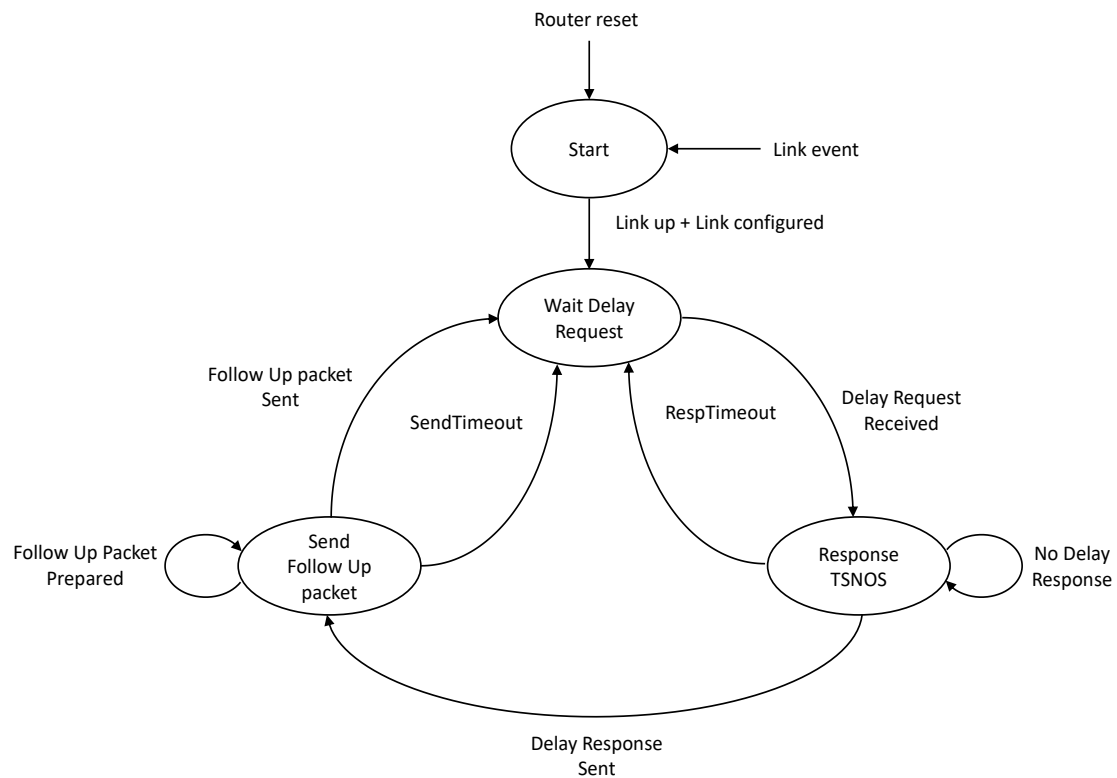 Router reset
Start
Link event
Link up + Link configured
Wait Delay
Request
Follow Up packet
Sent
SendTimeout
RespTimeout
Delay Request
Received
Follow Up Packet
Prepared
Send
Follow Up
packet
Response
TSNOS
No Delay
Response
Delay Response
Sent